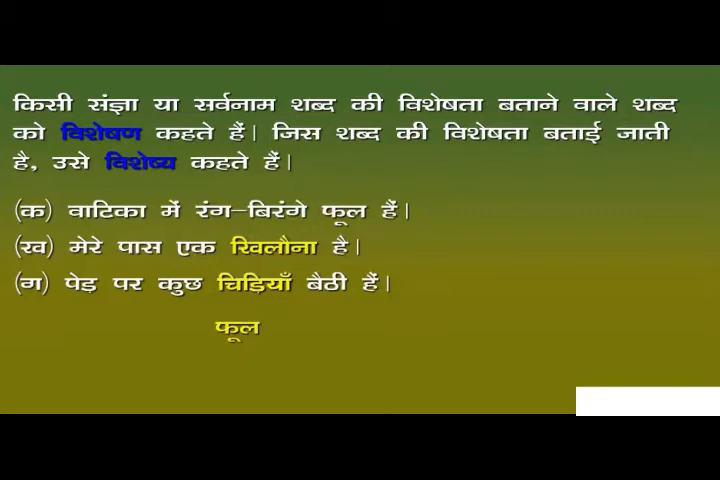 किसी संज्ञा या सर्वनाम शब्द की विशेषता बताने वाले शब्द
को विशेषण कहते हैं। जिस शब्द की विशेषता बताई जाती
है, उसे विशेष्य कहते हैं।
(क) वाटिका में रंग-बिरंगे फूल हैं।
(ख) मेरे पास एक खिलौना है।
(ग) पेड़ पर कुछ चिड़ियाँ बैठी हैं।
फूल